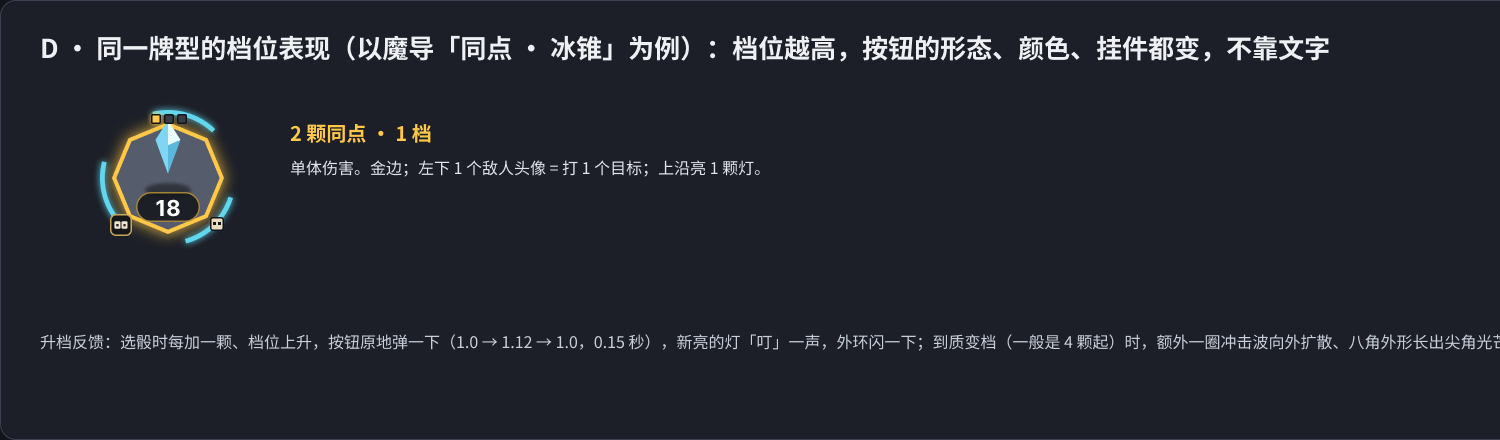 D · 同一牌型的档位表现（以魔导「同点 · 冰锥」为例）：档位越高，按钮的形态、颜色、挂件都变，不靠文字
2 颗同点 · 1 档
单体伤害。金边；左下 1 个敌人头像 = 打 1 个目标；上沿亮 1 颗灯。
18
升档反馈：选骰时每加一颗、档位上升，按钮原地弹一下（1.0 → 1.12 → 1.0，0.15 秒），新亮的灯「叮」一声，外环闪一下；到质变档（一般是 4 颗起）时，额外一圈冲击波向外扩散、八角外形长出尖角光芒